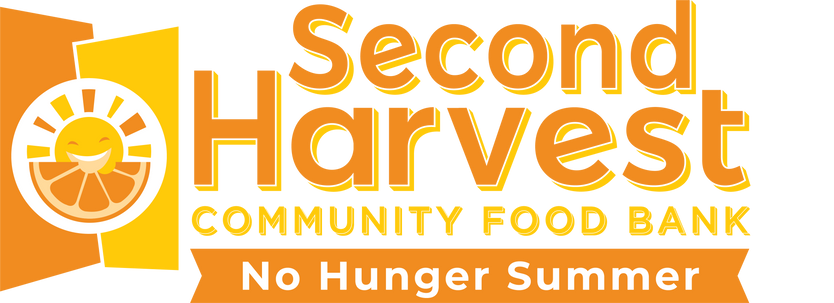 Second
Harvest
COMMUNITY FOOD BANK
No Hunger Summer